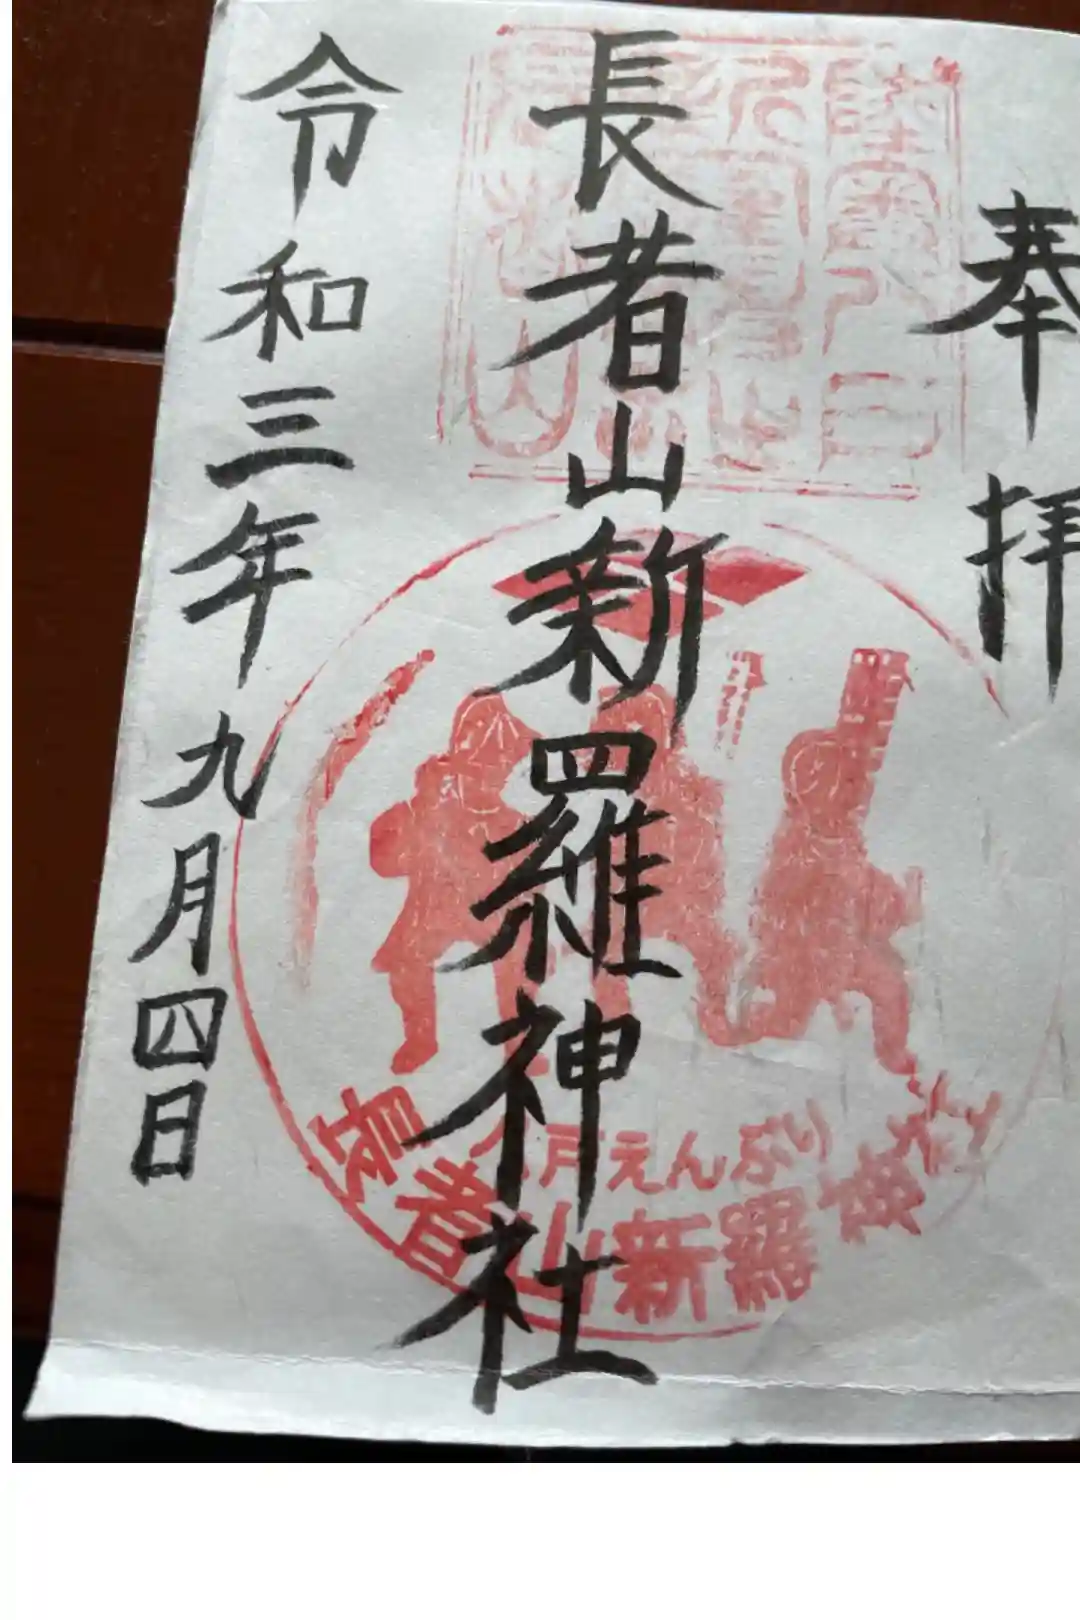 奉拝
長者山新羅神社
令和三年九月四日
八戸えんぶり
長者山新羅神社